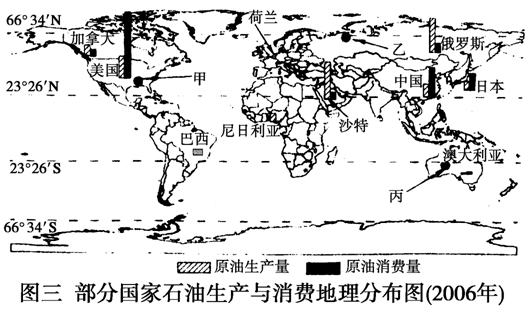 66°34′N
加拿大
荷兰
乙
俄罗斯
美国
甲
中国
日本
23°26′N
尼日利亚
沙特
巴西
澳大利亚
23°26′S
丙
66°34′S
原油生产量 原油消费量
图三 部分国家石油生产与消费地理分布图(2006年)